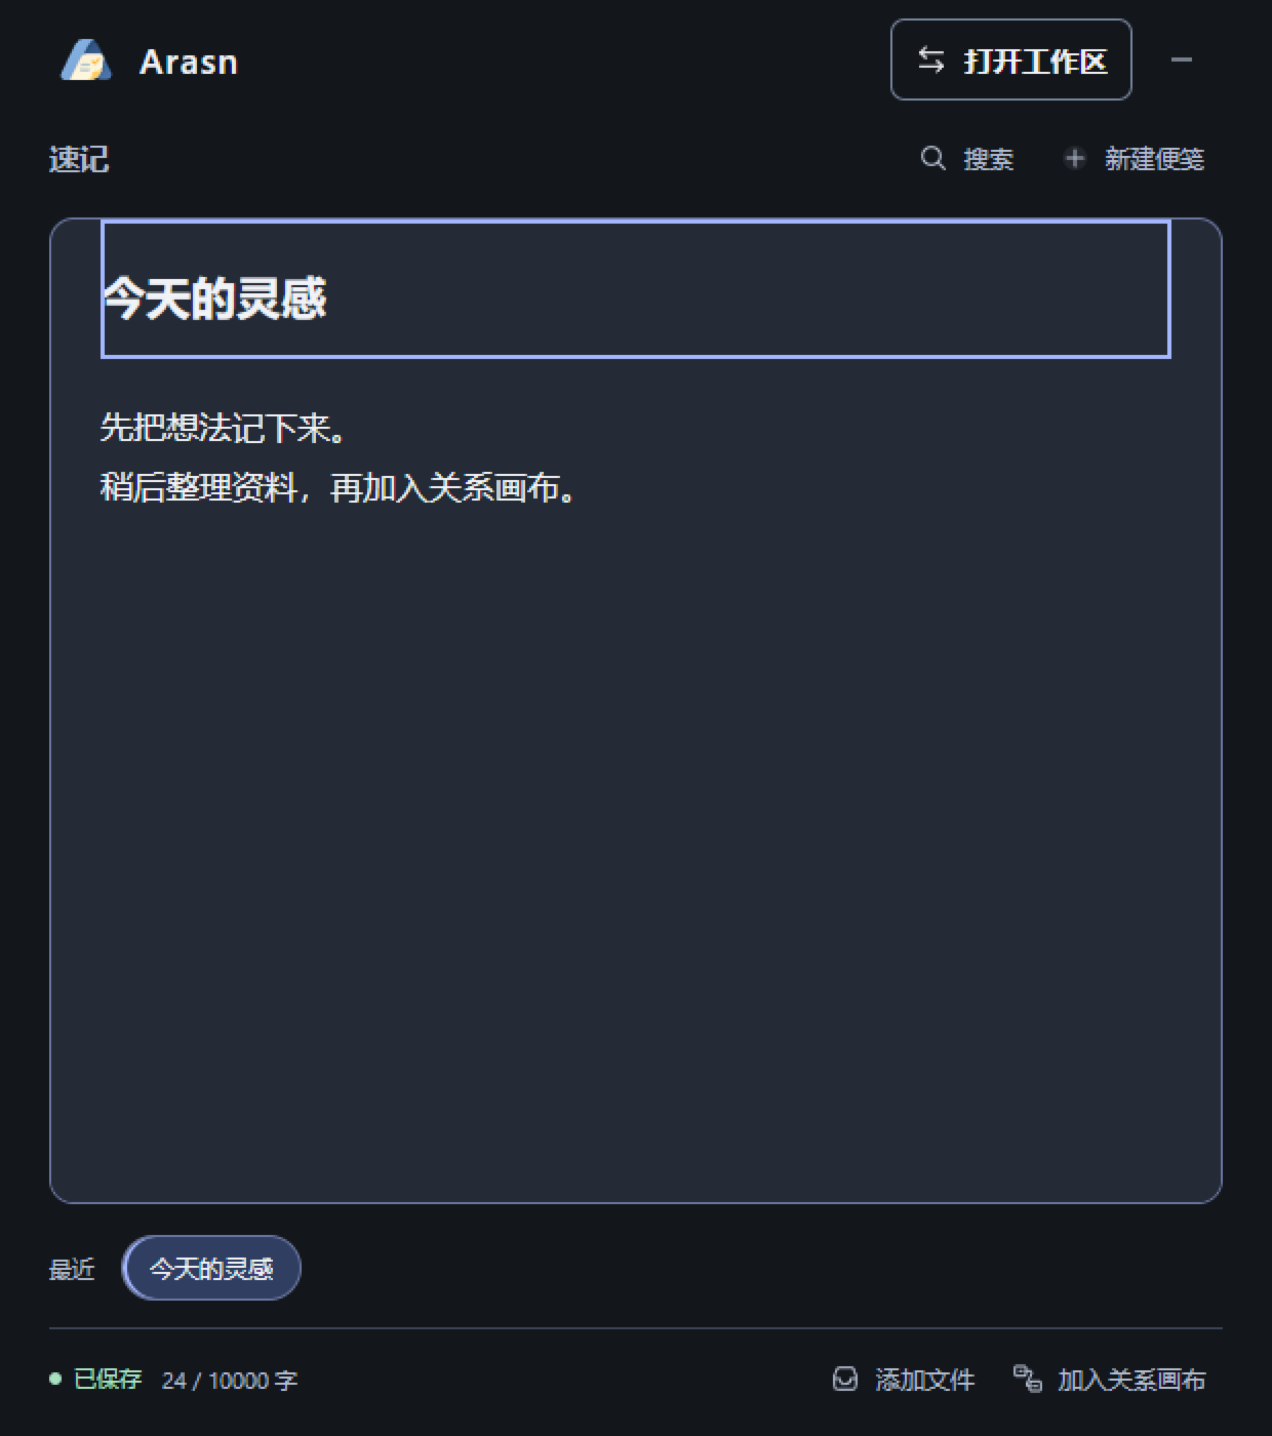 Arasn
打开工作区
速记
搜索
新建便笺
今天的灵感
先把想法记下来。
稍后整理资料，再加入关系画布。
最近
今天的灵感
已保存 24 / 10000 字
添加文件
加入关系画布